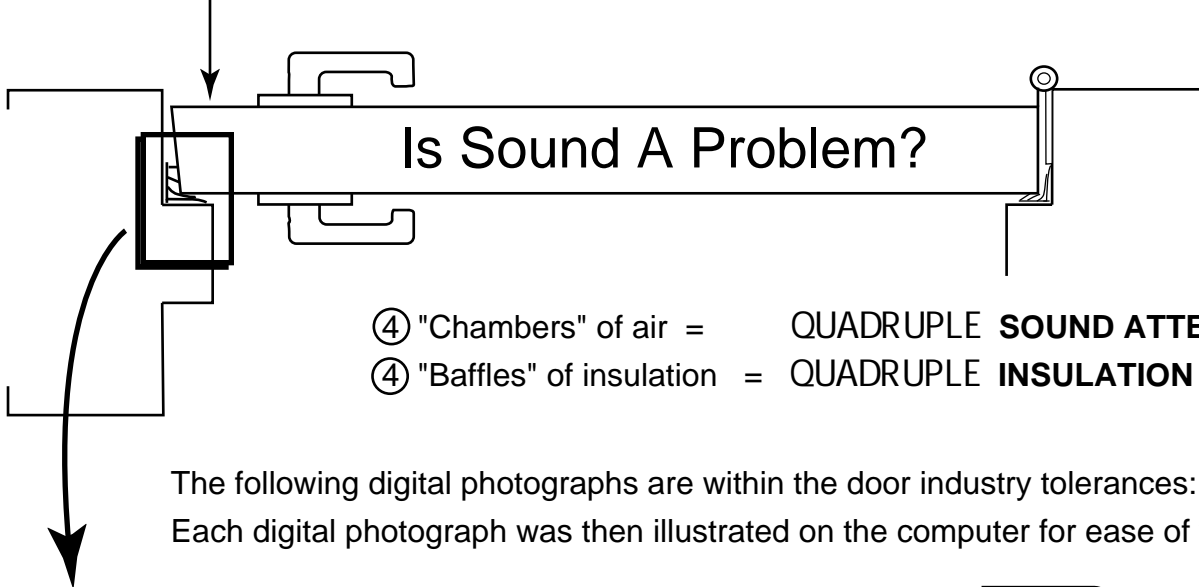 Is Sound A Problem?
④ "Chambers" of air = QUADRUPLE SOUND ATTE
④ "Baffles" of insulation = QUADRUPLE INSULATION
The following digital photographs are within the door industry tolerances:
Each digital photograph was then illustrated on the computer for ease of